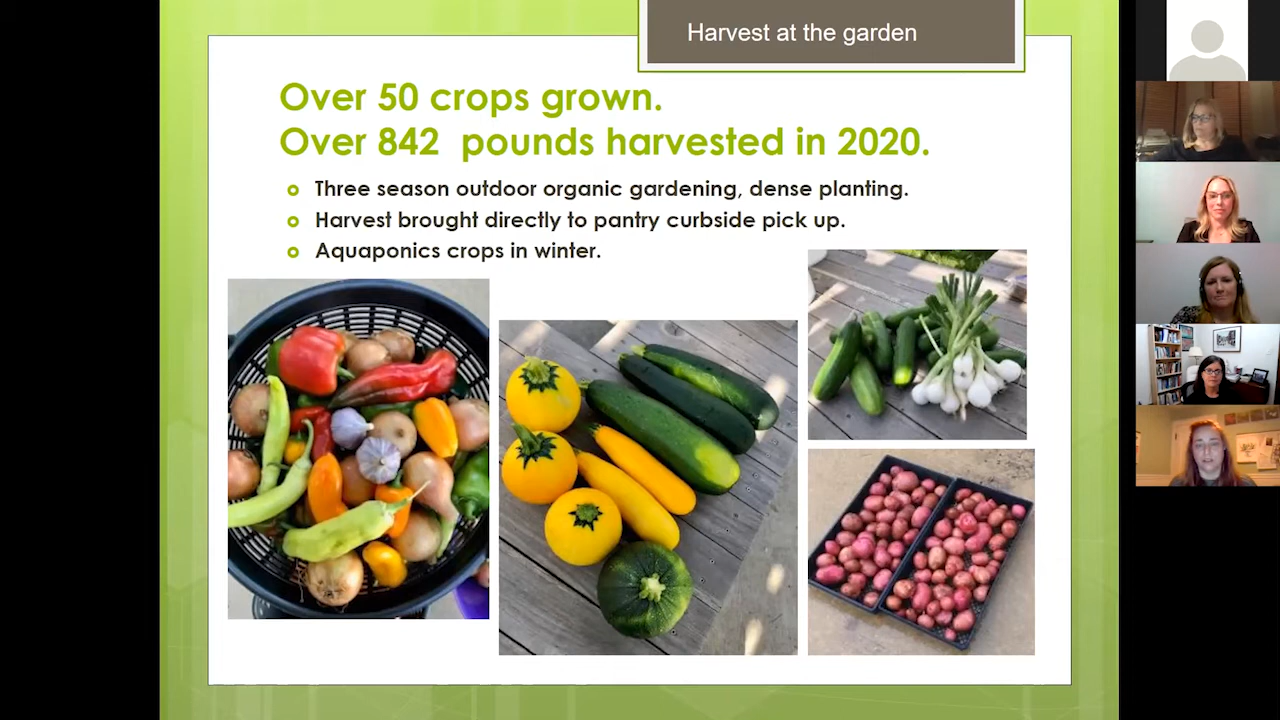 Harvest at the garden
Over 50 crops grown.
Over 842 pounds harvested in 2020.
Three season outdoor organic gardening, dense planting.
Harvest brought directly to pantry curbside pick up.
Aquaponics crops in winter.